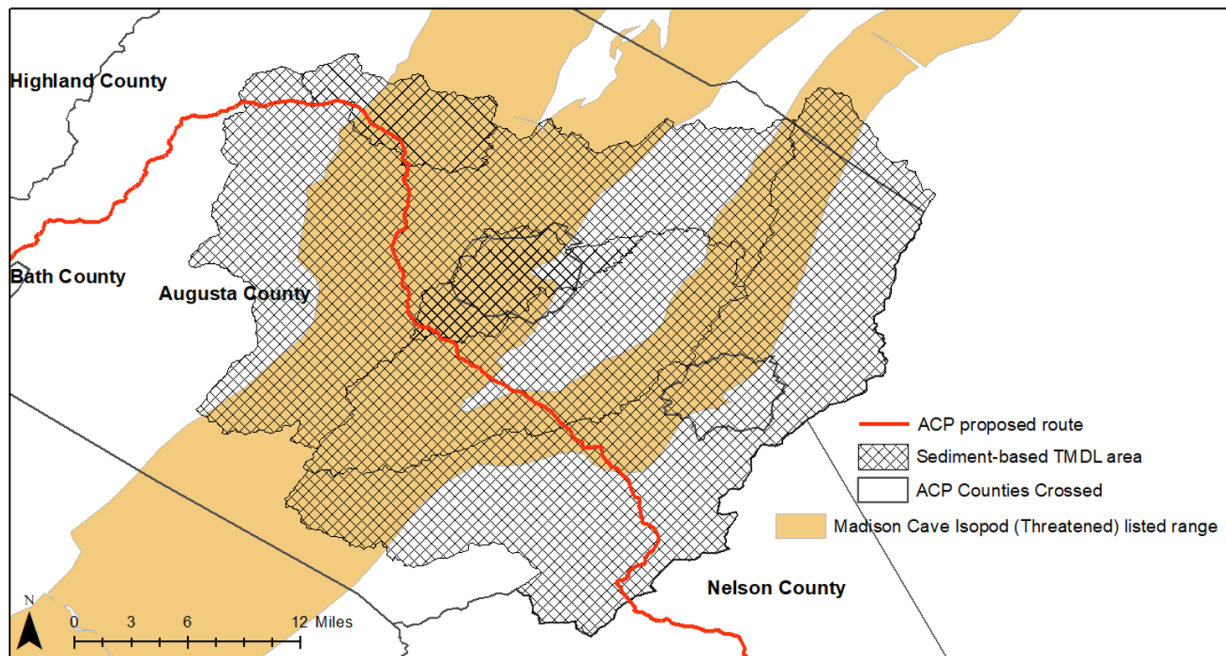 Highland County
Bath County
Augusta County
ACP proposed route
Sediment-based TMDL area
ACP Counties Crossed
Madison Cave Isopod (Threatened) listed range
Nelson County
N
0 3 6 12 Miles